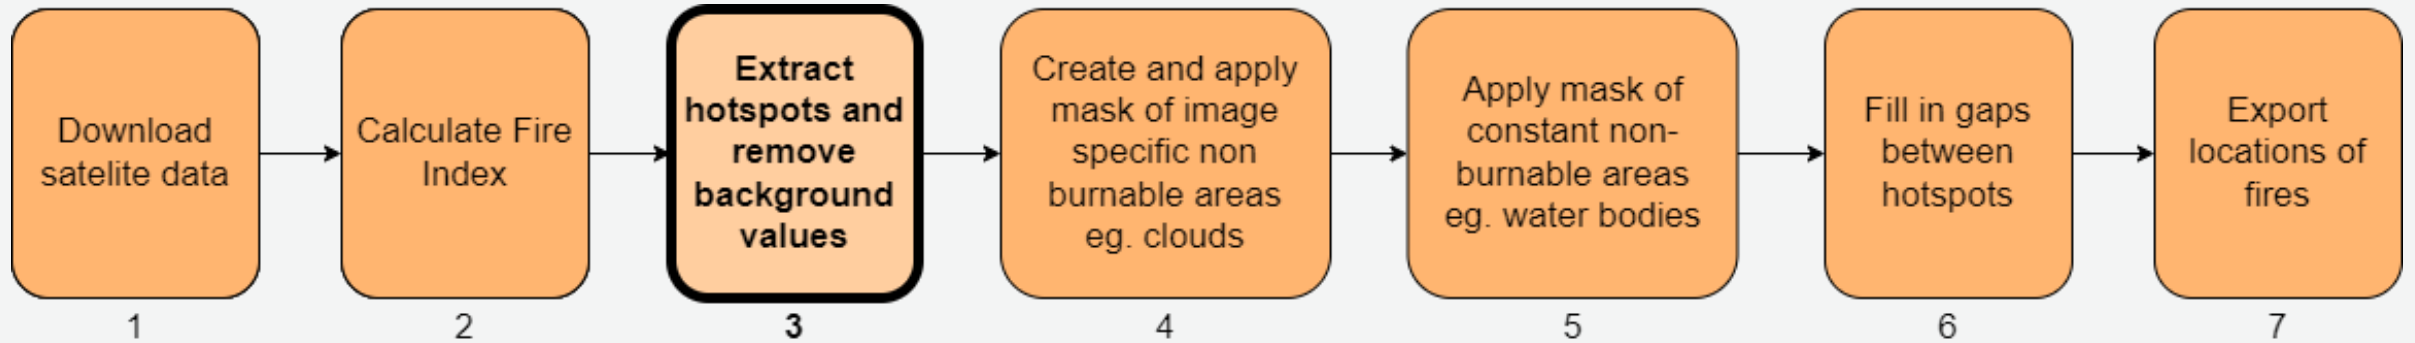 Download
satelite data
Calculate Fire
Index
Extract
hotspots and
remove
background
values
Create and apply
mask of image
specific non
burnable areas
eg. clouds
Apply mask of
constant non-
burnable areas
eg. water bodies
Fill in gaps
between
hotspots
Export
locations of
fires
1
2
3
4
5
6
7